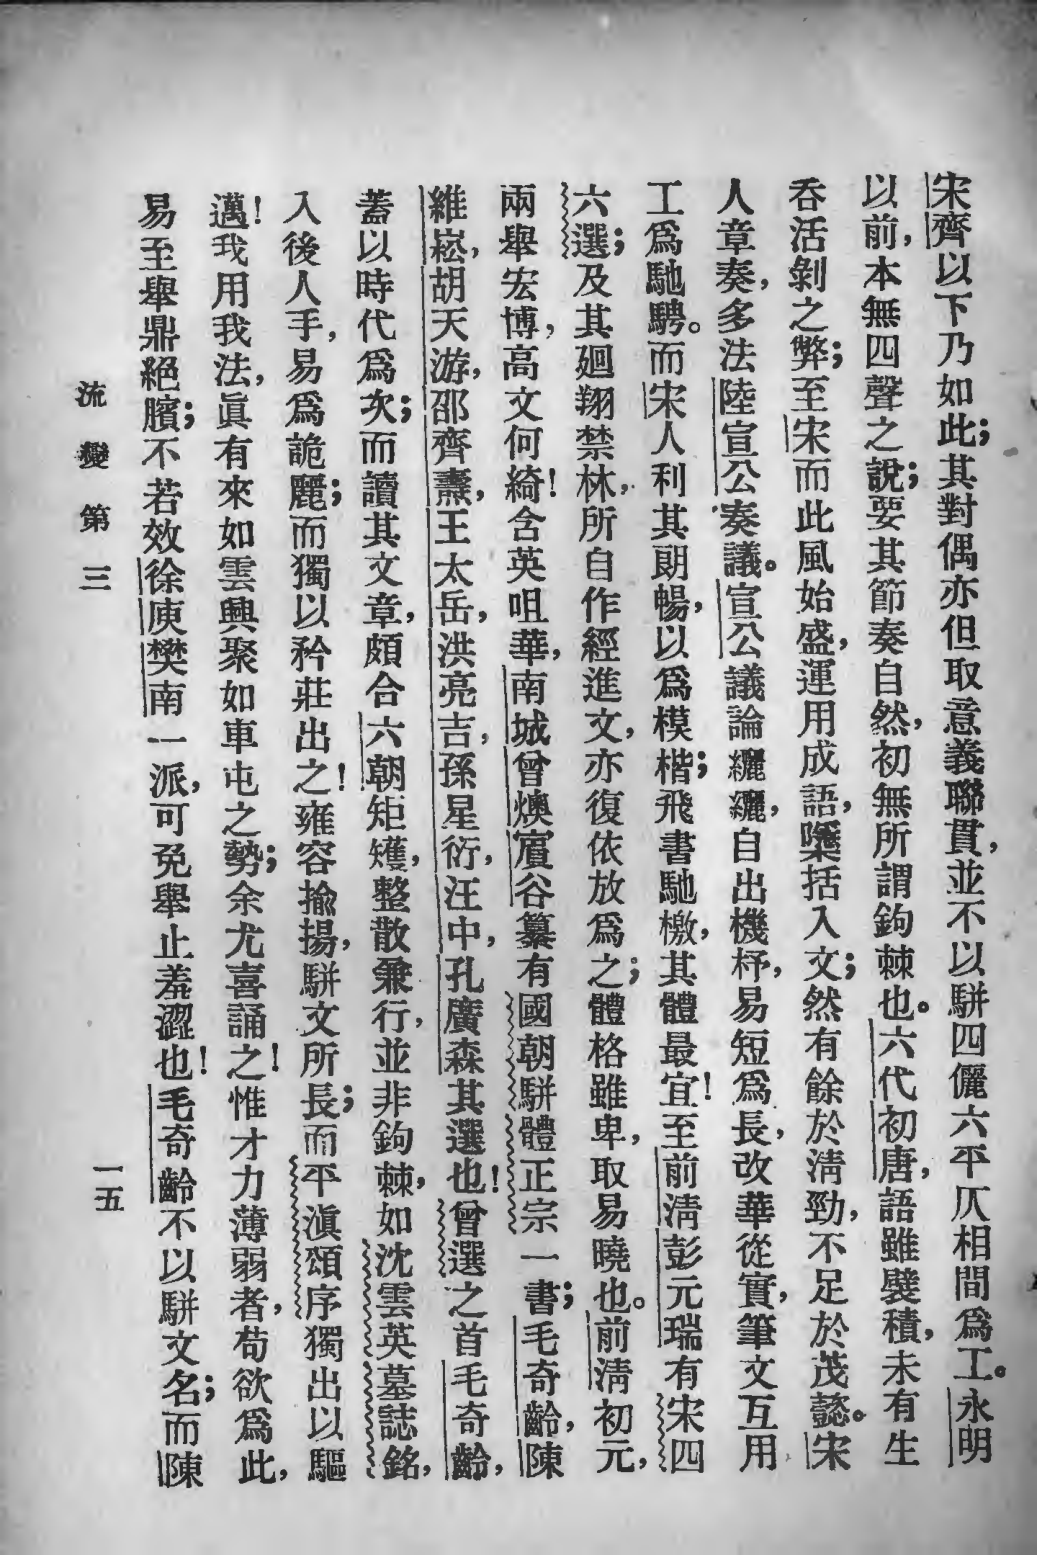 宋齊以下乃如此;其對偶亦但取意義聯貫,並不以駢四儷六平仄相間爲工。永明
以前,本無四聲之說;要其節奏自然,初無所謂鉤棘也。六代初唐,語雖襞積,未有生
吞活剝之弊;至宋而此風始盛,運用成語,櫽括入文;然有餘於淸勁,不足於茂懿。宋
人章奏,多法陸宣公奏議。宣公議論纚纚,自出機杼,易短爲長,改華從實,筆文互用
工爲馳騁。而宋人利其朗暢,以爲模楷;飛書馳檄,其體最宜!至前淸彭元瑞有宋四
六選;及其廻翔禁林,所自作經進文,亦復依放爲之;體格雖卑,取易曉也。前淸初元,
兩舉宏博,高文何綺!含英咀華,南城曾燠賓谷纂有國朝駢體正宗一書;毛奇齡,陳
維崧,胡天游,邵齊燾,王太岳,洪亮吉,孫星衍,汪中,孔廣森其選也!曾選之首毛奇齡,
蓋以時代爲次;而讀其文章,頗合六朝矩矱,整散兼行,並非鉤棘,如沈雲英墓誌銘,
入後人手,易爲詭麗;而獨以矜莊出之!雍容揄揚,駢文所長;而平滇頌序獨出以驅
邁!我用我法,眞有來如雲興聚如車屯之勢;余尤喜誦之!惟才力薄弱者,苟欲爲此,
易至舉鼎絕臏;不若效徐庾樊南一派,可免舉止羞澀也!毛奇齡不以駢文名;而陳
流變第三
一五